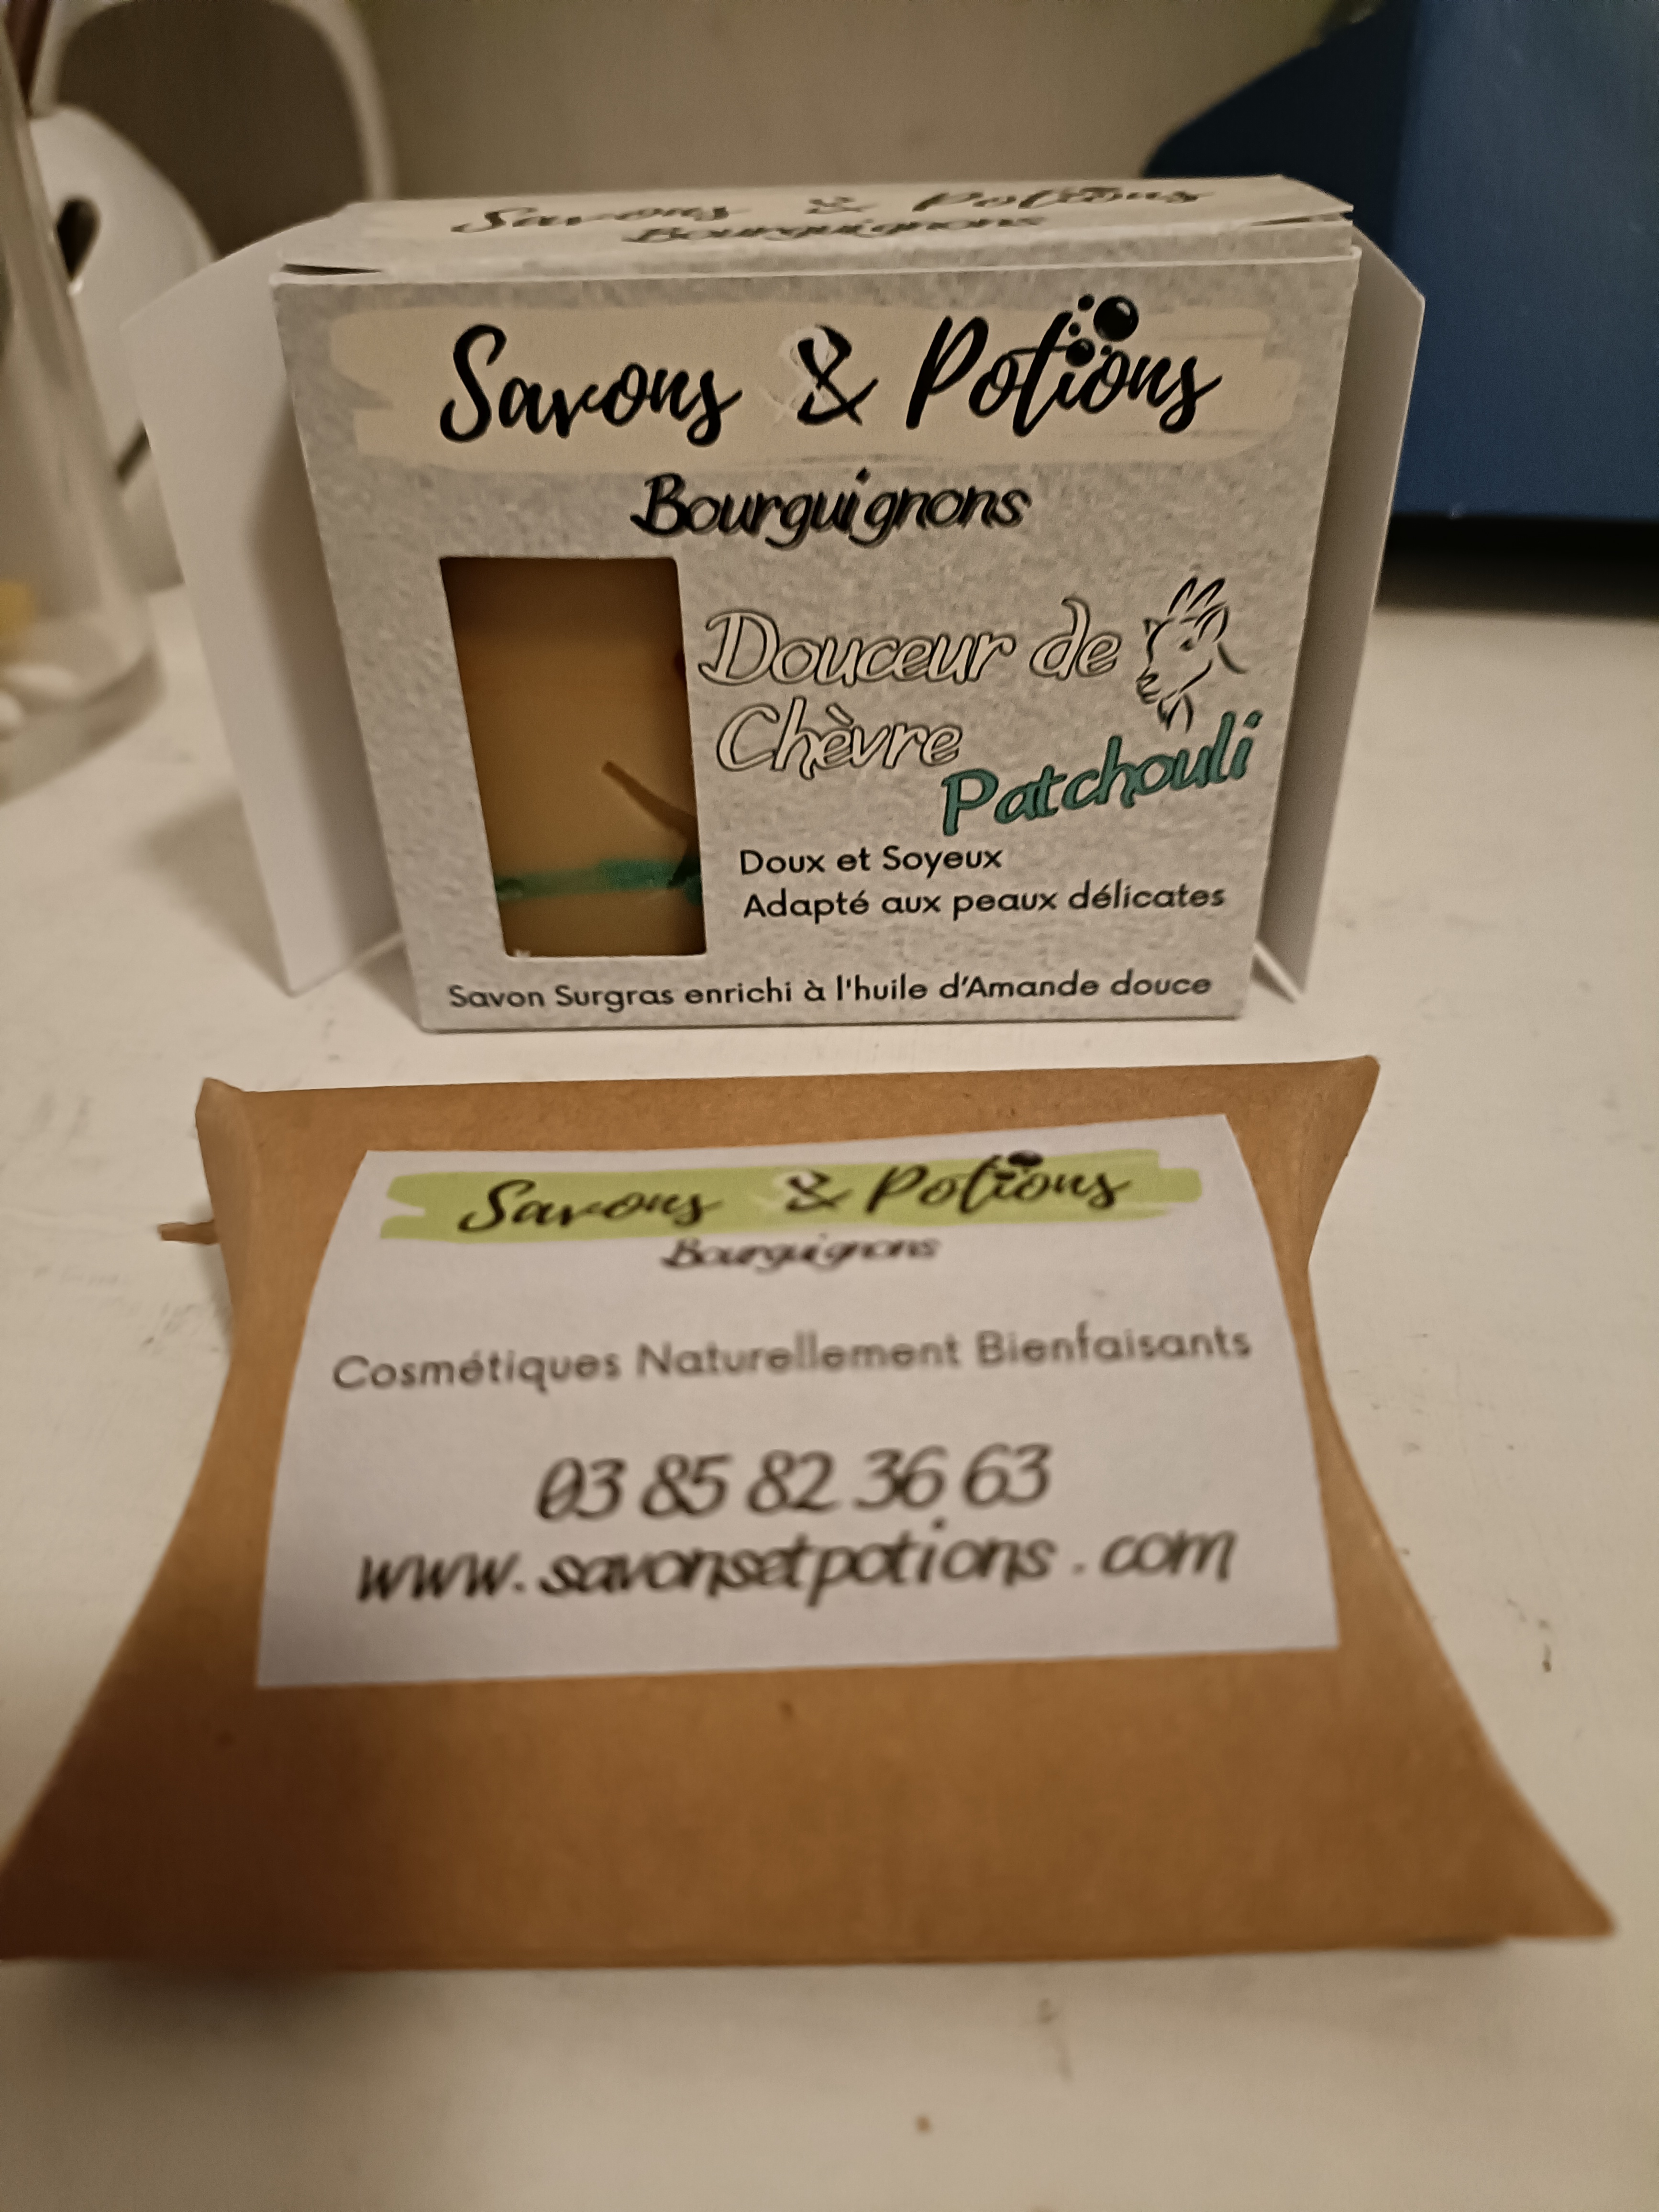 Savons & Potions
Bourguignons
Savons & Potions
Bourguignons
Douceur de
Chèvre
Patchouli
Doux et Soyeux
Adapté aux peaux délicates
Savon Surgras enrichi à l'huile d'Amande douce
Savons & Potions
Bourguignons
Cosmétiques Naturellement Bienfaisants
03 85 82 36 63
www.savonsetpotions.com